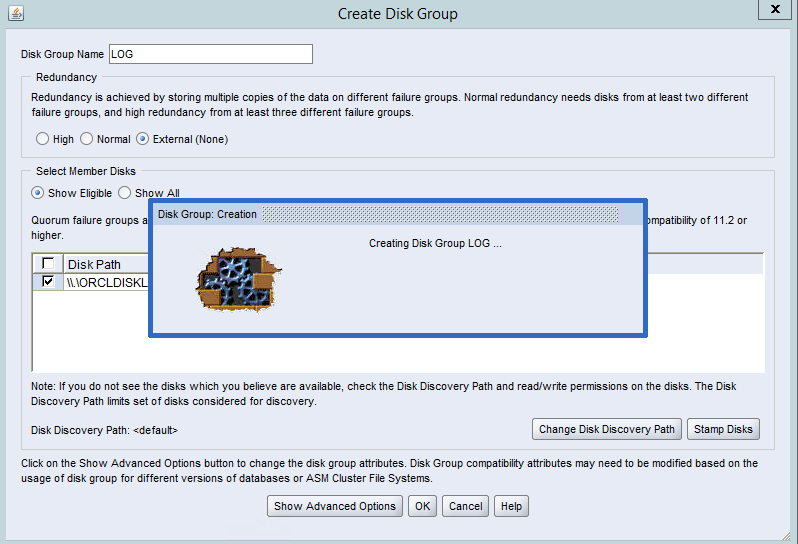 Create Disk Group
x
Disk Group Name LOG
Redundancy
Redundancy is achieved by storing multiple copies of the data on different failure groups. Normal redundancy needs disks from at least two different
failure groups, and high redundancy from at least three different failure groups.
High Normal External (None)
Select Member Disks
Show Eligible Show All
Quorum failure groups a
mpatibility of 11.2 or
higher.
Disk Group: Creation
Creating Disk Group LOG ...
Disk Path
\\.\ORCLDISKL
Note: If you do not see the disks which you believe are available, check the Disk Discovery Path and read/write permissions on the disks. The Disk
Discovery Path limits set of disks considered for discovery.
Disk Discovery Path: <default>
Change Disk Discovery Path Stamp Disks
Click on the Show Advanced Options button to change the disk group attributes. Disk Group compatibility attributes may need to be modified based on the
usage of disk group for different versions of databases or ASM Cluster File Systems.
Show Advanced Options OK Cancel Help